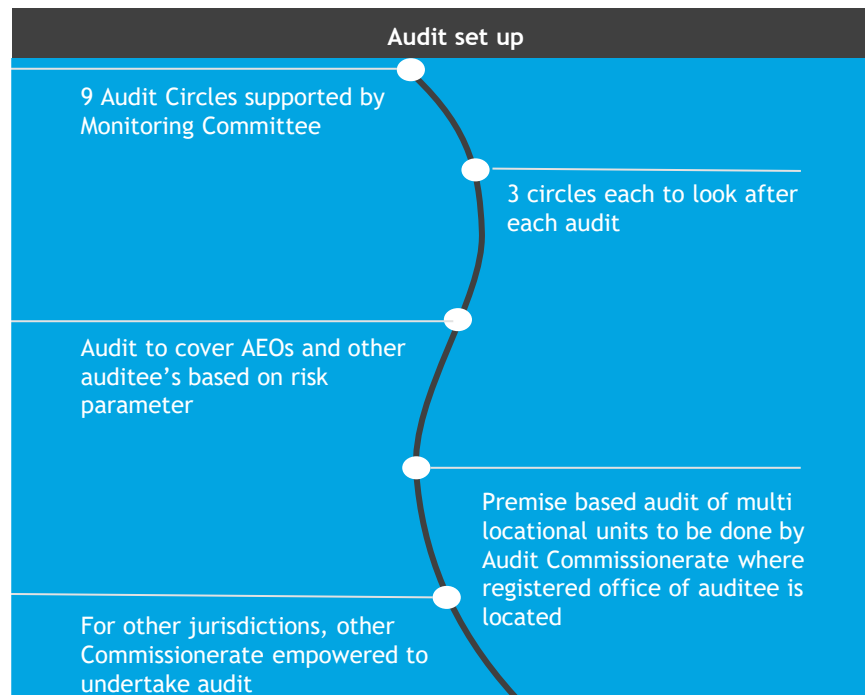 Audit set up
9 Audit Circles supported by
Monitoring Committee
3 circles each to look after
each audit
Audit to cover AEOs and other
auditee’s based on risk
parameter
Premise based audit of multi
locational units to be done by
Audit Commissionerate where
registered office of auditee is
located
For other jurisdictions, other
Commissionerate empowered to
undertake audit